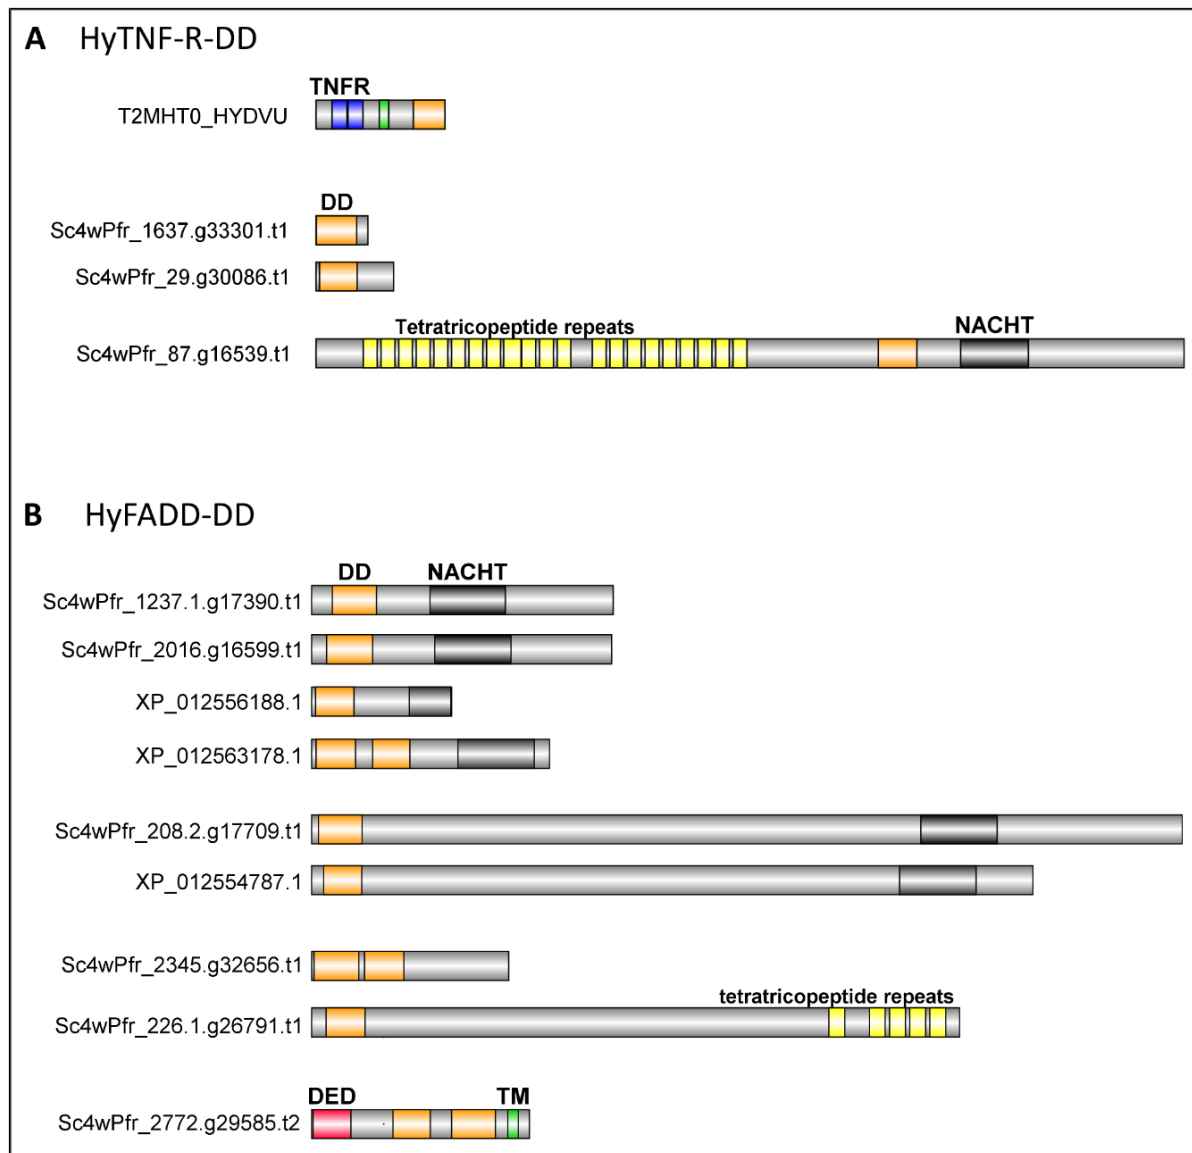 A HyTNF-R-DD
TNFR
T2MHT0_HYDVU
DD
Sc4wPfr_1637.g33301.t1
Sc4wPfr_29.g30086.t1
Tetratricopeptide repeats
NACHT
Sc4wPfr_87.g16539.t1
B HyFADD-DD
DD NACHT
Sc4wPfr_1237.1.g17390.t1
Sc4wPfr_2016.g16599.t1
XP_012556188.1
XP_012563178.1
Sc4wPfr_208.2.g17709.t1
XP_012554787.1
Sc4wPfr_2345.g32656.t1
tetratricopeptide repeats
Sc4wPfr_226.1.g26791.t1
DED TM
Sc4wPfr_2772.g29585.t2